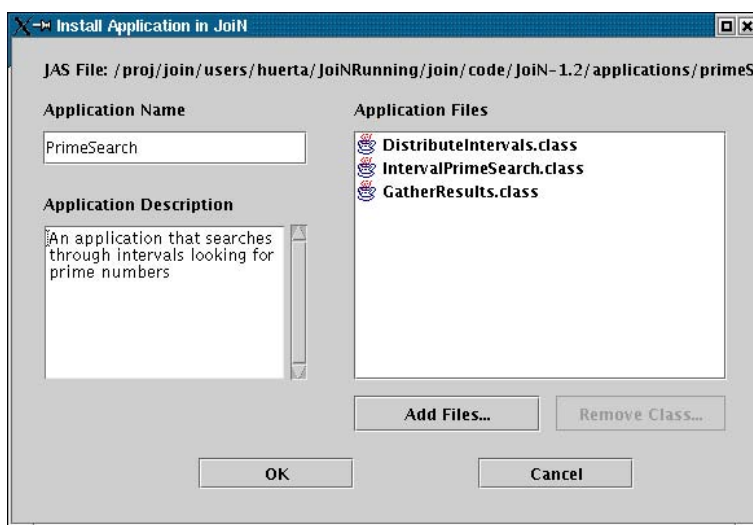 Install Application in JoiN
JAS File: /proj/join/users/huerta/JoiNRunning/join/code/JoiN-1.2/applications/primeS
Application Name
PrimeSearch
Application Description
An application that searches
through intervals looking for
prime numbers
Application Files
DistributeIntervals.class
IntervalPrimeSearch.class
GatherResults.class
Add Files...
Remove Class...
OK
Cancel